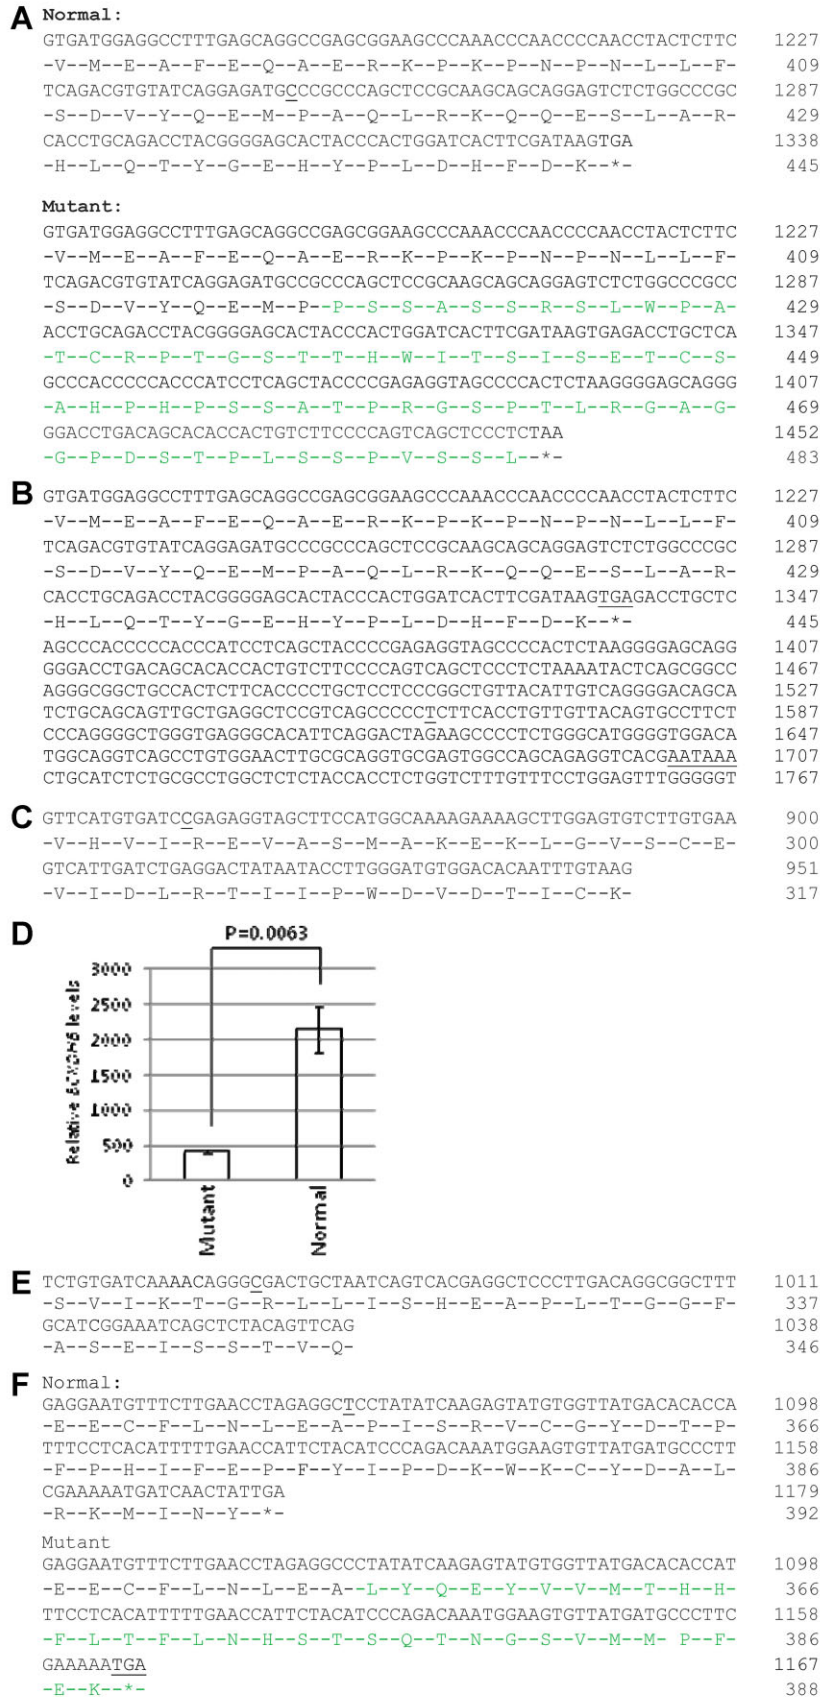 A Normal:
GTGATGGAGGCCTTTGAGCAGGCCGAGCGGAAGCCCAAACCCAACCCCAACCTACTCTTC 1227
-V--M--E--A--F--E--Q--A--E--R--K--P--K--P--N--P--N--L--L--F- 409
TCAGACGTGTATCAGGAGATGCCCGCCCAGCTCCGCAAGCAGCAGGAGTCTCTGGCCCGC 1287
-S--D--V--Y--Q--E--M--P--A--Q--L--R--K--Q--Q--E--S--L--A--R- 429
CACCTGCAGACCTACGGGGAGCACTACCCACTGGATCACTTCGATAAGTGA 1338
-H--L--Q--T--Y--G--E--H--Y--P--L--D--H--F--D--K--*- 445
Mutant:
GTGATGGAGGCCTTTGAGCAGGCCGAGCGGAAGCCCAAACCCAACCCCAACCTACTCTTC 1227
-V--M--E--A--F--E--Q--A--E--R--K--P--K--P--N--P--N--L--L--F- 409
TCAGACGTGTATCAGGAGATGCCGCCCAGCTCCGCAAGCAGCAGGAGTCTCTGGCCCGCC 1287
-S--D--V--Y--Q--E--M--P--P--S--S--A--S--S--R--S--L--W--P--A- 429
ACCTGCAGACCTACGGGGAGCACTACCCACTGGATCACTTCGATAAGTGAGACCTGCTCA 1347
-T--C--R--P--T--G--S--T--T--H--W--I--T--S--I--S--E--T--C--S- 449
GCCCACCCCCACCCATCCTCAGCTACCCCGAGAGGTAGCCCCACTCTAAGGGGAGCAGGG 1407
-A--H--P--H--P--S--S--A--T--P--R--G--S--P--T--L--R--G--A--G- 469
GGACCTGACAGCACACCACTGTCTTCCCCAGTCAGCTCCCTCTAA 1452
-G--P--D--S--T--P--L--S--S--P--V--S--S--L--*- 483
B GTGATGGAGGCCTTTGAGCAGGCCGAGCGGAAGCCCAAACCCAACCCCAACCTACTCTTC 1227
-V--M--E--A--F--E--Q--A--E--R--K--P--K--P--N--P--N--L--L--F- 409
TCAGACGTGTATCAGGAGATGCCCGCCCAGCTCCGCAAGCAGCAGGAGTCTCTGGCCCGC 1287
-S--D--V--Y--Q--E--M--P--A--Q--L--R--K--Q--Q--E--S--L--A--R- 429
CACCTGCAGACCTACGGGGAGCACTACCCACTGGATCACTTCGATAAGTGAGACCTGCTC 1347
-H--L--Q--T--Y--G--E--H--Y--P--L--D--H--F--D--K--*- 445
AGCCCACCCCCACCCATCCTCAGCTACCCCGAGAGGTAGCCCCACTCTAAGGGGAGCAGG 1407
GGGACCTGACAGCACACCACTGTCTTCCCCAGTCAGCTCCCTCTAAAATACTCAGCGGCC 1467
AGGGCGGCTGCCACTCTTCACCCCTGCTCCTCCCGGCTGTTACATTGTCAGGGGACAGCA 1527
TCTGCAGCAGTTGCTGAGGCTCCGTCAGCCCCCTCTTCACCTGTTGTTACAGTGCCTTCT 1587
CCCAGGGGCTGGGTGAGGGCACATTCAGGACTAGAAGCCCCTCTGGGCATGGGGTGGACA 1647
TGGCAGGTCAGCCTGTGGAACTTGCGCAGGTGCGAGTGGCCAGCAGAGGTCACGAATAAA 1707
CTGCATCTCTGCGCCTGGCTCTCTACCACCTCTGGTCTTTGTTTCCTGGAGTTTGGGGGT 1767
C GTTCATGTGATCCGAGAGGTAGCTTCCATGGCAAAAGAAAAGCTTGGAGTGTCTTGTGAA 900
-V--H--V--I--R--E--V--A--S--M--A--K--E--K--L--G--V--S--C--E- 300
GTCATTGATCTGAGGACTATAATACCTTGGGATGTGGACACAATTTGTAAG 951
-V--I--D--L--R--T--I--I--P--W--D--V--D--T--I--C--K- 317
D P=0.0063
Relative BCKDHB levels
3000
2500
2000
1500
1000
500
0
Mutant
Normal
E TCTGTGATCAAAACAGGGCGACTGCTAATCAGTCACGAGGCTCCCTTGACAGGCGGCTTT 1011
-S--V--I--K--T--G--R--L--L--I--S--H--E--A--P--L--T--G--G--F- 337
GCATCGGAAATCAGCTCTACAGTTCAG 1038
-A--S--E--I--S--S--T--V--Q- 346
F Normal:
GAGGAATGTTTCTTGAACCTAGAGGCTCCTATATCAAGAGTATGTGGTTATGACACACCA 1098
-E--E--C--F--L--N--L--E--A--P--I--S--R--V--C--G--Y--D--T--P- 366
TTTCCTCACATTTTTGAACCATTCTACATCCCAGACAAATGGAAGTGTTATGATGCCCTT 1158
-F--P--H--I--F--E--P--F--Y--I--P--D--K--W--K--C--Y--D--A--L- 386
CGAAAAATGATCAACTATTGA 1179
-R--K--M--I--N--Y--*- 392
Mutant
GAGGAATGTTTCTTGAACCTAGAGGCCCTATATCAAGAGTATGTGGTTATGACACACCAT 1098
-E--E--C--F--L--N--L--E--A--L--Y--Q--E--Y--V--V--M--T--H--H- 366
TTCCTCACATTTTTGAACCATTCTACATCCCAGACAAATGGAAGTGTTATGATGCCCTTC 1158
-F--L--T--F--L--N--H--S--T--S--Q--T--N--G--S--V--M--M- P--F- 386
GAAAAATGA 1167
-E--K--*- 388